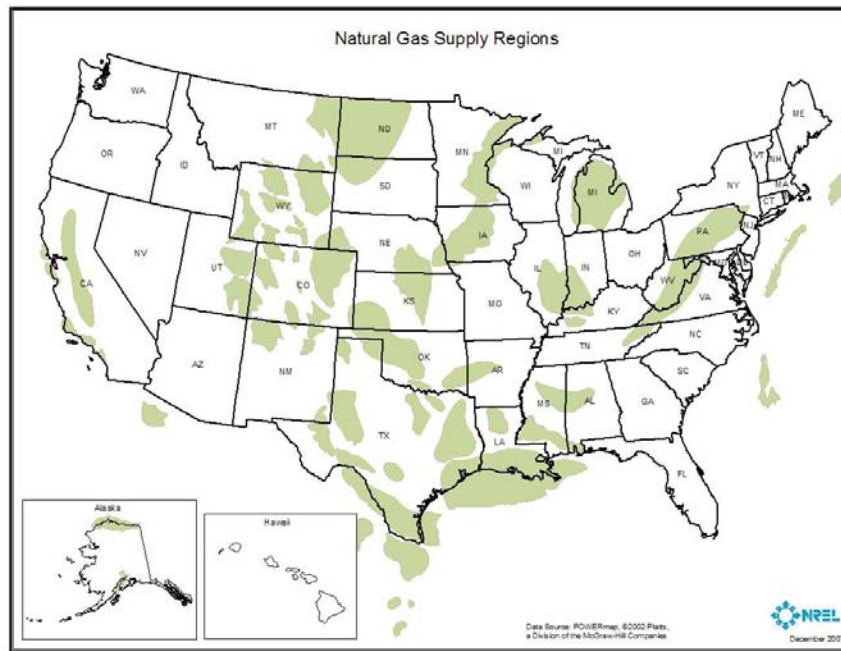 Natural Gas Supply Regions
WA
MT
ND
MN
MI
ME
VT
NH
OR
ID
SD
WI
MI
NY
MA
CT
WY
IA
PA
NJ
NE
NV
UT
IL
IN
OH
CA
CO
KS
MO
WV
VA
KY
NC
TN
OK
AZ
NM
AR
SC
MS
AL
GA
TX
LA
FL
Alaska
Hawaii
Data Source: POWERmap, ©2002 Platts,
a Division of the McGraw-Hill Companies
NREL